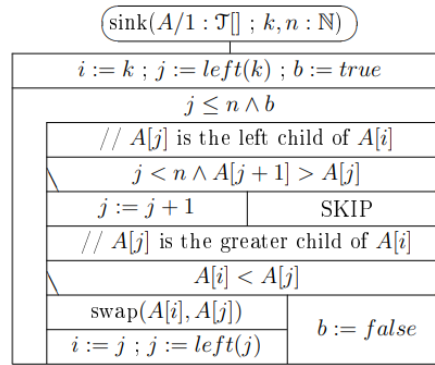 sink(A/1 : 𝒯[] ; k, n : ℕ)
i := k ; j := left(k) ; b := true
j ≤ n ∧ b
// A[j] is the left child of A[i]
j < n ∧ A[j + 1] > A[j]
j := j + 1 SKIP
// A[j] is the greater child of A[i]
A[i] < A[j]
swap(A[i], A[j])
b := false
i := j ; j := left(j)